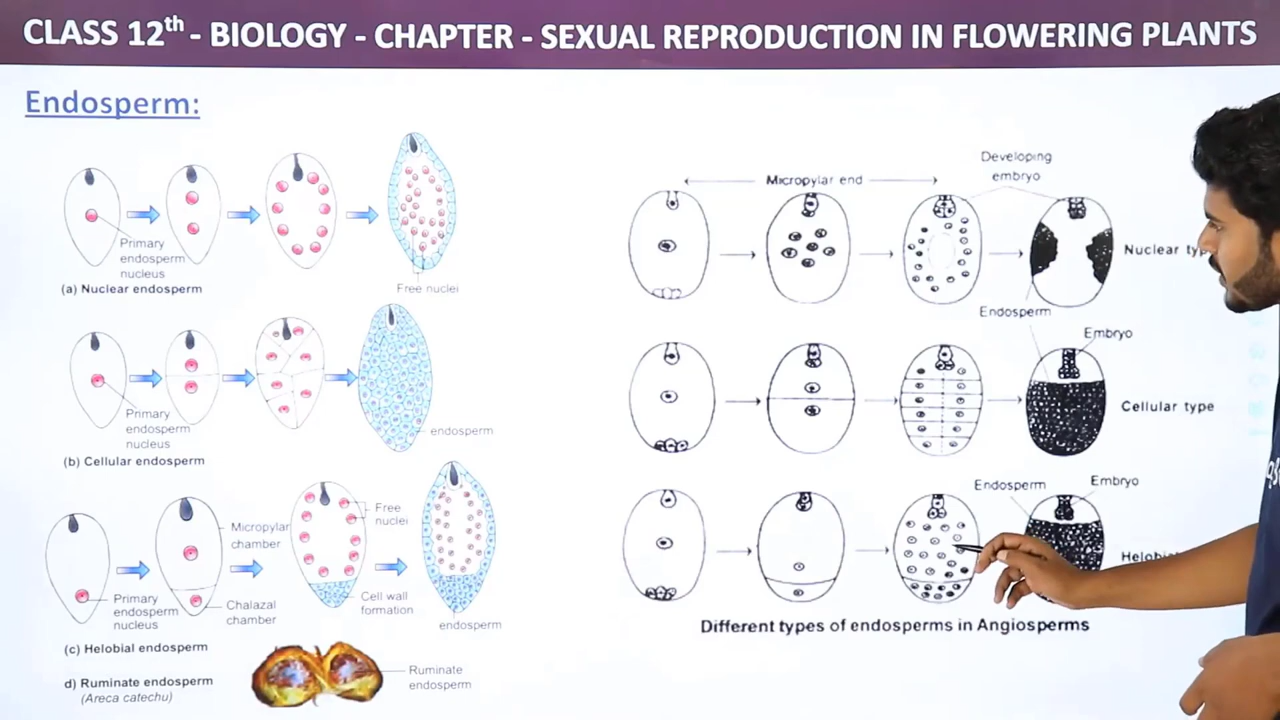 CLASS 12th - BIOLOGY - CHAPTER - SEXUAL REPRODUCTION IN FLOWERING PLANTS
Endosperm:
Primary
endosperm
nucleus
Free nuclei
(a) Nuclear endosperm
Primary
endosperm
nucleus
endosperm
(b) Cellular endosperm
Micropylar
chamber
Free
nuclei
Primary
endosperm
nucleus
Chalazal
chamber
Cell wall
formation
endosperm
(c) Helobial endosperm
d) Ruminate endosperm
(Areca catechu)
Ruminate
endosperm
Micropylar end
Developing
embryo
Nuclear typ
Endosperm
Embryo
Cellular type
Endosperm
Embryo
Helobi
Different types of endosperms in Angiosperms